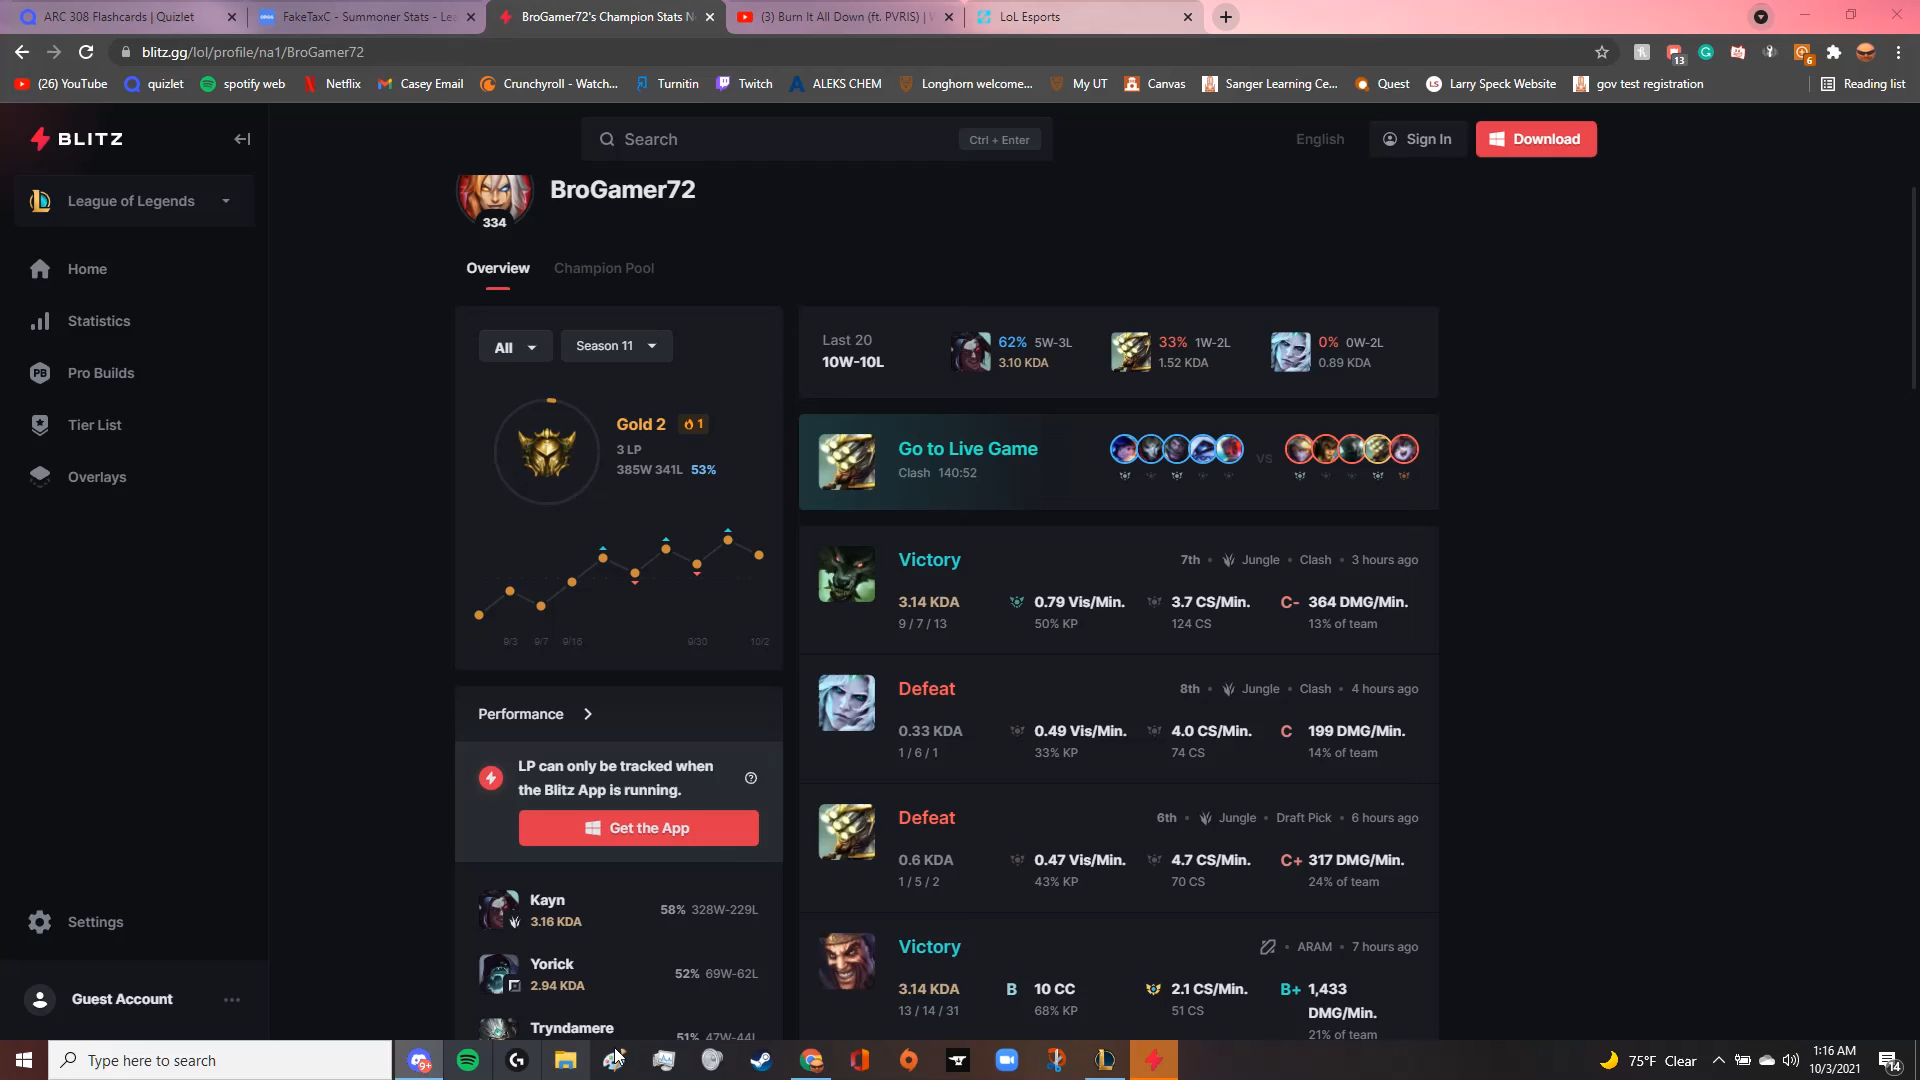 ARC 308 Flashcards | Quizlet
FakeTaxC - Summoner Stats - Lea
BroGamer72's Champion Stats N
(3) Burn It All Down (ft. PVRIS) | W
LoL Esports
blitz.gg/lol/profile/na1/BroGamer72
13
6
(26) YouTube
quizlet
spotify web
Netflix
Casey Email
Crunchyroll - Watch...
Turnitin
Twitch
ALEKS CHEM
Longhorn welcome...
My UT
Canvas
Sanger Learning Ce...
Quest
Larry Speck Website
gov test registration
Reading list
BLITZ
Search
Ctrl + Enter
English
Sign In
Download
League of Legends
Home
Statistics
Pro Builds
Tier List
Overlays
Settings
Guest Account
334
BroGamer72
Overview
Champion Pool
All
Season 11
Gold 2
1
3 LP
385W 341L 53%
9/3 9/7 9/16 9/30 10/2
Performance
LP can only be tracked when
the Blitz App is running.
Get the App
Kayn
3.16 KDA
58% 328W-229L
Yorick
2.94 KDA
52% 69W-62L
Tryndamere
51% 47W-44L
Last 20
10W-10L
62% 5W-3L
3.10 KDA
33% 1W-2L
1.52 KDA
0% 0W-2L
0.89 KDA
Go to Live Game
Clash 140:52
VS
Victory
7th • Jungle • Clash • 3 hours ago
3.14 KDA 0.79 Vis/Min. 3.7 CS/Min. C- 364 DMG/Min.
9 / 7 / 13 50% KP 124 CS 13% of team
Defeat
8th • Jungle • Clash • 4 hours ago
0.33 KDA 0.49 Vis/Min. 4.0 CS/Min. C 199 DMG/Min.
1 / 6 / 1 33% KP 74 CS 14% of team
Defeat
6th • Jungle • Draft Pick • 6 hours ago
0.6 KDA 0.47 Vis/Min. 4.7 CS/Min. C+ 317 DMG/Min.
1 / 5 / 2 43% KP 70 CS 24% of team
Victory
• ARAM • 7 hours ago
3.14 KDA B 10 CC 2.1 CS/Min. B+ 1,433
DMG/Min.
13 / 14 / 31 68% KP 51 CS
21% of team
Type here to search
9+
75°F Clear
1:16 AM
10/3/2021
14